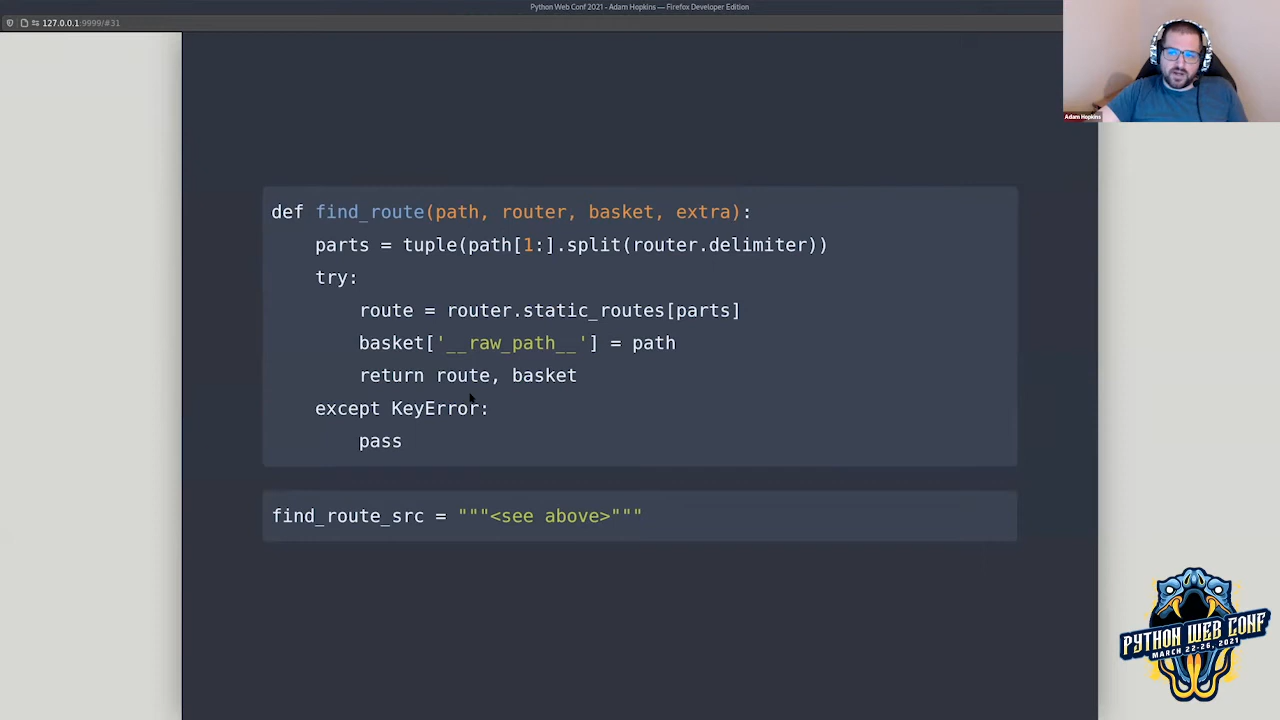 Python Web Conf 2021 - Adam Hopkins — Firefox Developer Edition
127.0.0.1:9999/#31
Adam Hopkins
def find_route(path, router, basket, extra):
    parts = tuple(path[1:].split(router.delimiter))
    try:
        route = router.static_routes[parts]
        basket['__raw_path__'] = path
        return route, basket
    except KeyError:
        pass
find_route_src = """<see above>"""
PYTHON WEB CONF
MARCH 22-26, 2021